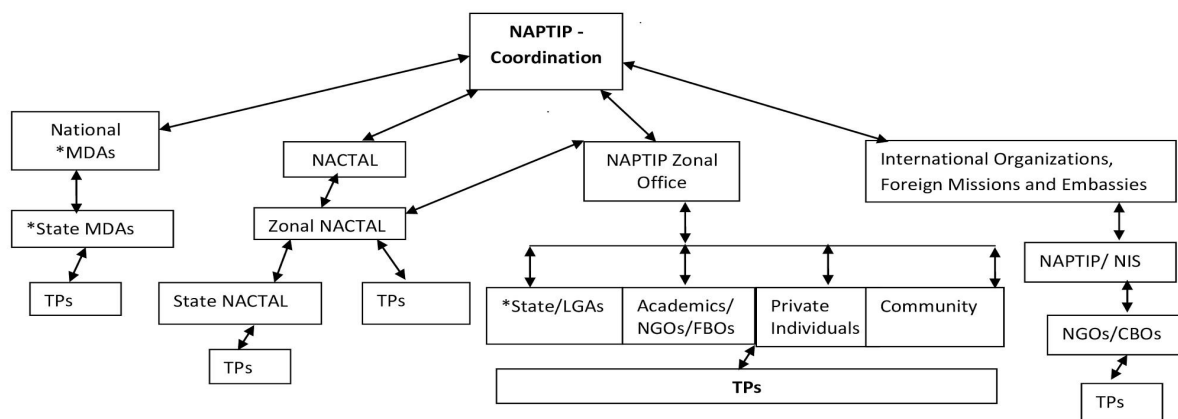 NAPTIP -
Coordination
National
*MDAs
NACTAL
NAPTIP Zonal
Office
International Organizations,
Foreign Missions and Embassies
*State MDAs
Zonal NACTAL
NAPTIP/ NIS
TPs
State NACTAL
TPs
*State/LGAs
Academics/
NGOs/FBOs
Private
Individuals
Community
NGOs/CBOs
TPs
TPs
TPs